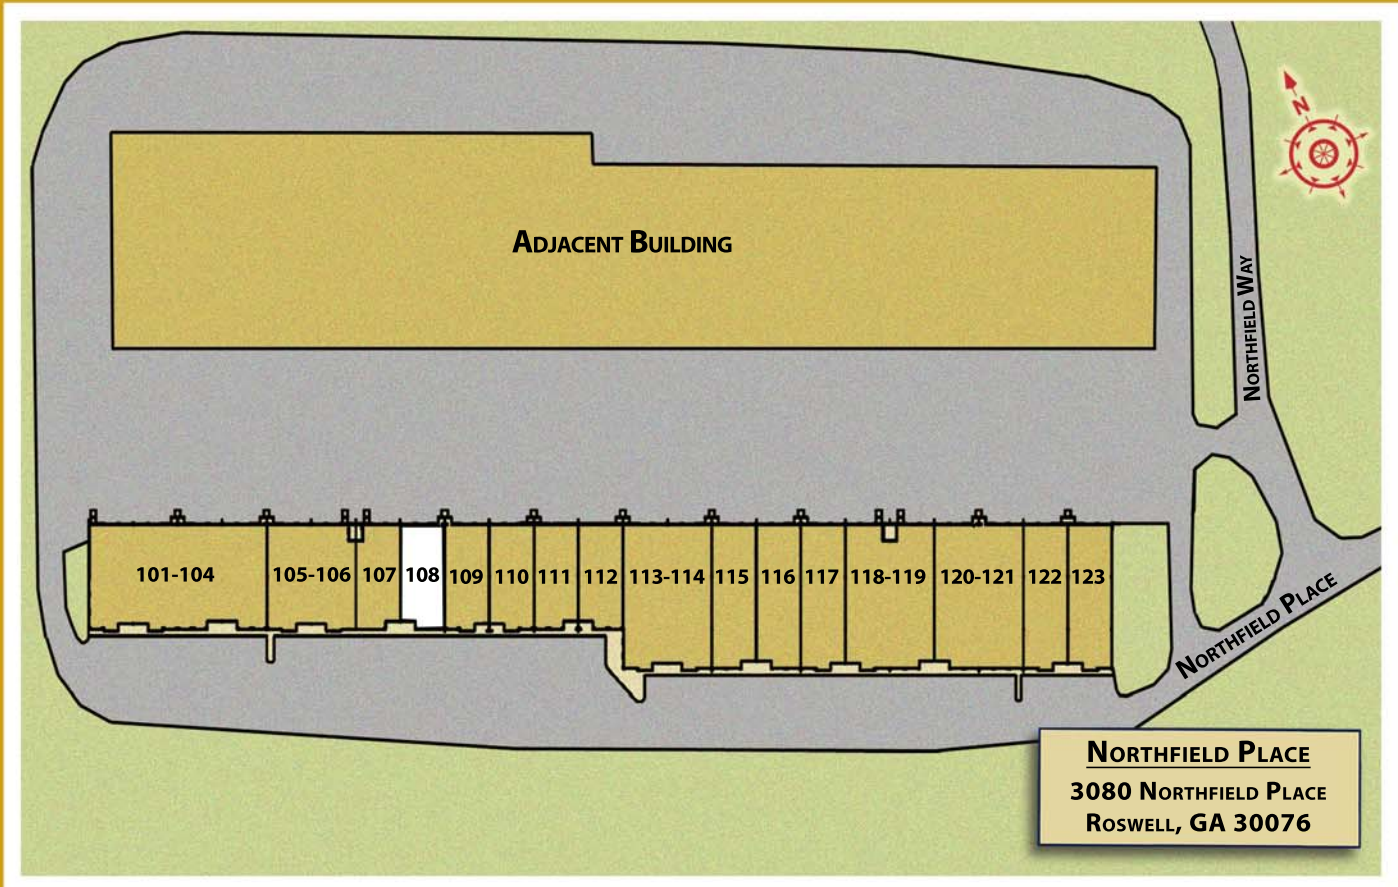 N
Adjacent Building
Northfield Way
101-104 105-106 107 108 109 110 111 112 113-114 115 116 117 118-119 120-121 122 123
Northfield Place
Northfield Place
3080 Northfield Place
Roswell, GA 30076